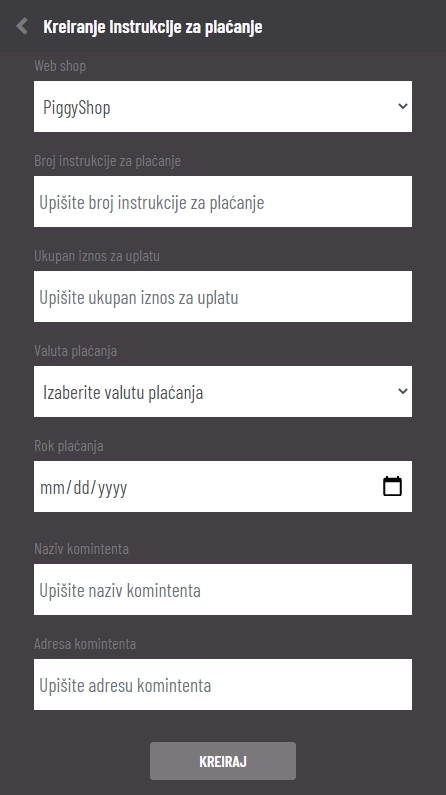 Kreiranje instrukcije za plaćanje
Web shop
PiggyShop
Broj instrukcije za plaćanje
Upišite broj instrukcije za plaćanje
Ukupan iznos za uplatu
Upišite ukupan iznos za uplatu
Valuta plaćanja
Izaberite valutu plaćanja
Rok plaćanja
mm/dd/yyyy
Naziv komintenta
Upišite naziv komintenta
Adresa komintenta
Upišite adresu komintenta
KREIRAJ